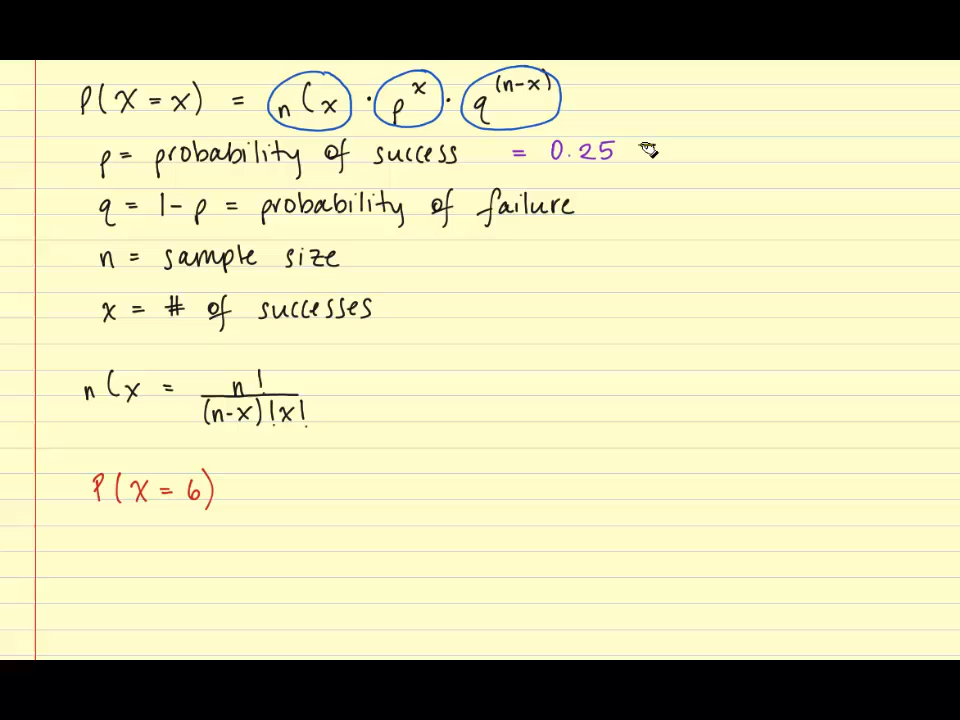 P(X = x) = nCx · p^x · q^(n-x)
p = probability of success = 0.25
q = 1 - p = probability of failure
n = sample size
x = # of successes
nCx = n! / (n-x)! x!
P(X = 6)